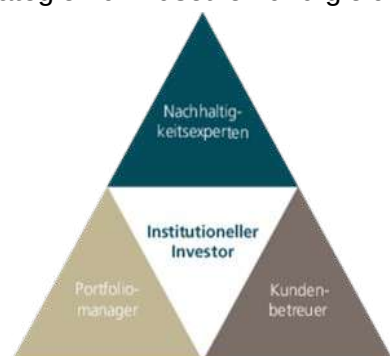 Nachhaltig-
keitsexperten
Institutioneller
Investor
Portfolio-
manager
Kunden-
betreuer